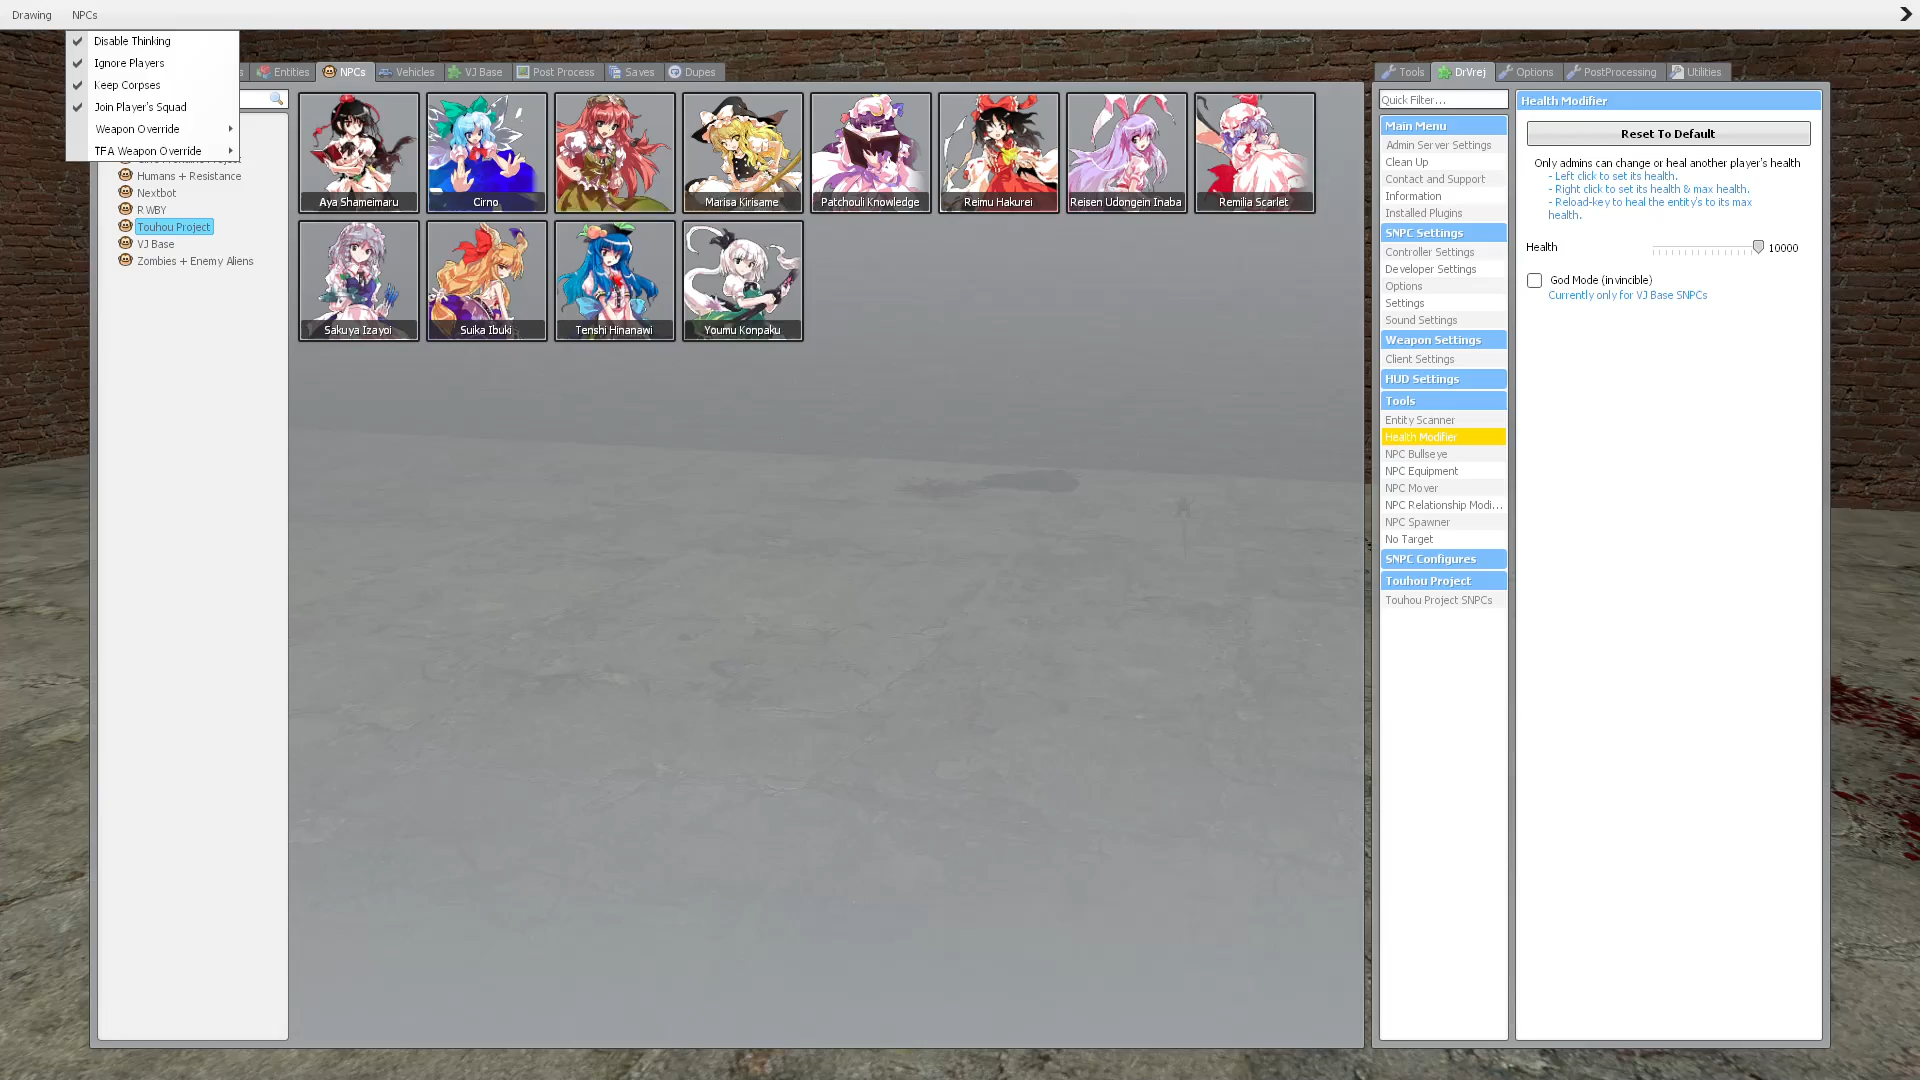 Drawing
NPCs
Disable Thinking
Ignore Players
Keep Corpses
Join Player's Squad
Weapon Override
TFA Weapon Override
Entities
NPCs
Vehicles
VJ Base
Post Process
Saves
Dupes
Humans + Resistance
Nextbot
RWBY
Touhou Project
VJ Base
Zombies + Enemy Aliens
Aya Shameimaru
Cirno
Marisa Kirisame
Patchouli Knowledge
Reimu Hakurei
Reisen Udongein Inaba
Remilia Scarlet
Sakuya Izayoi
Suika Ibuki
Tenshi Hinanawi
Youmu Konpaku
Tools
DrVrej
Options
PostProcessing
Utilities
Quick Filter...
Main Menu
Admin Server Settings
Clean Up
Contact and Support
Information
Installed Plugins
SNPC Settings
Controller Settings
Developer Settings
Options
Settings
Sound Settings
Weapon Settings
Client Settings
HUD Settings
Tools
Entity Scanner
Health Modifier
NPC Bullseye
NPC Equipment
NPC Mover
NPC Relationship Modi...
NPC Spawner
No Target
SNPC Configures
Touhou Project
Touhou Project SNPCs
Health Modifier
Reset To Default
Only admins can change or heal another player's health
- Left click to set its health.
- Right click to set its health & max health.
- Reload-key to heal the entity's to its max
health.
Health
10000
God Mode (invincible)
Currently only for VJ Base SNPCs